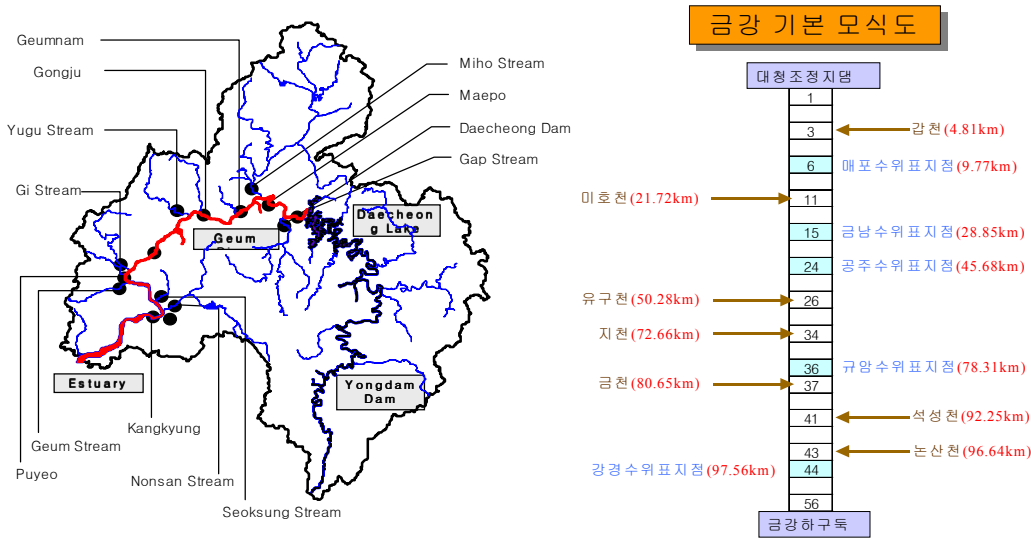 Geumnam
Gongju
Yugu Stream
Gi Stream
Miho Stream
Maepo
Daecheong Dam
Gap Stream
Daecheon
g Lake
Geum
Estuary
Yongdam
Dam
Kangkyung
Geum Stream
Puyeo
Nonsan Stream
Seoksung Stream
금강 기본 모식도
대청조정지댐
1
3
갑천(4.81km)
6
매포수위표지점(9.77km)
미호천(21.72km)
11
15
금남수위표지점(28.85km)
24
공주수위표지점(45.68km)
유구천(50.28km)
26
지천(72.66km)
34
36
규암수위표지점(78.31km)
금천(80.65km)
37
41
석성천(92.25km)
43
논산천(96.64km)
강경수위표지점(97.56km)
44
56
금강하구둑